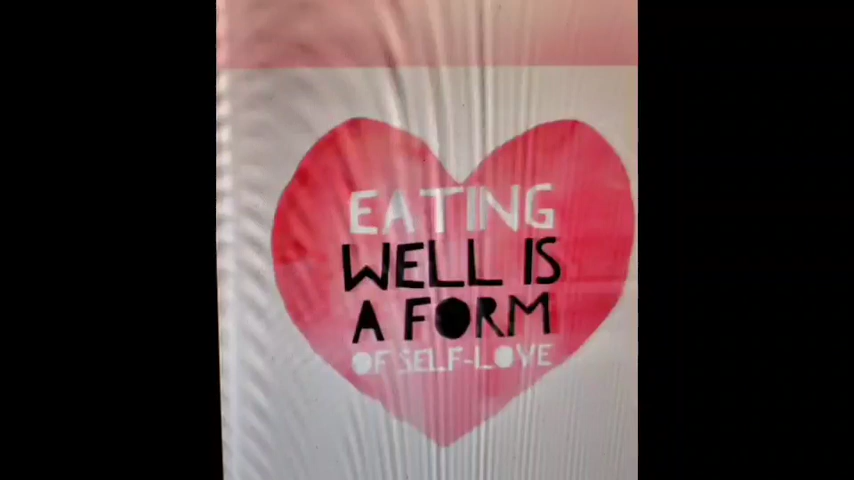 EATING
WELL IS
A FORM
OF SELF-LOVE